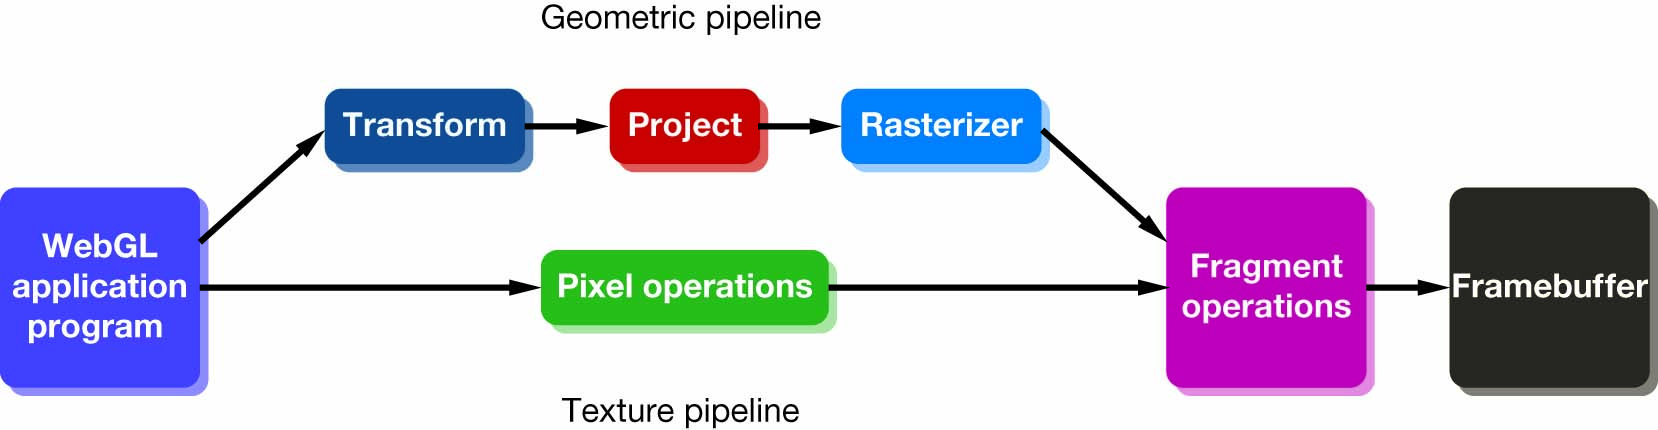 Geometric pipeline
Transform
Project
Rasterizer
WebGL
application
program
Pixel operations
Fragment
operations
Framebuffer
Texture pipeline